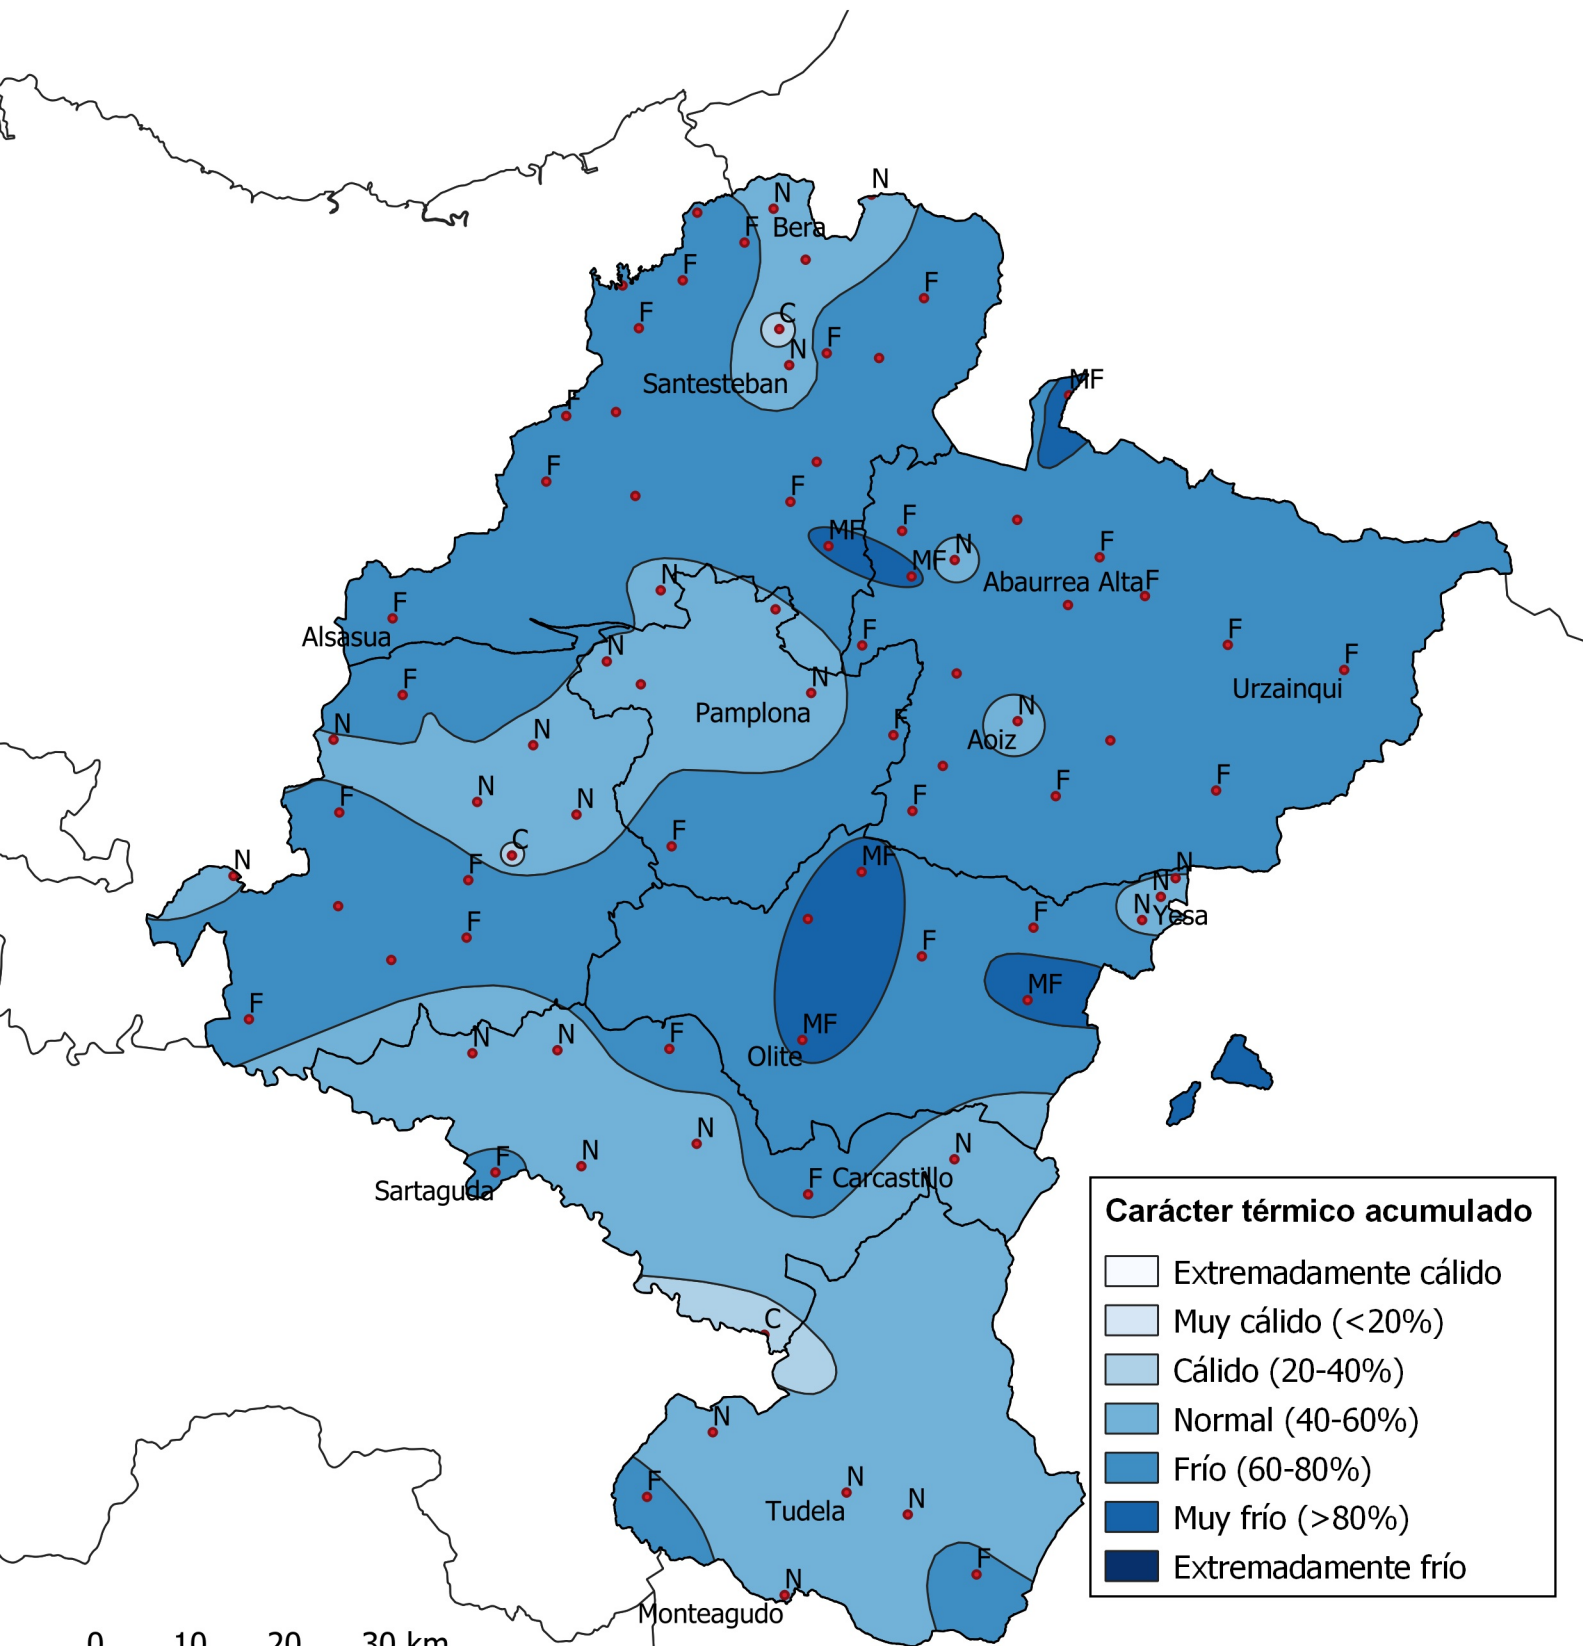 N
N
F Bera
F
F
F
C
F
N
Santesteban
MF
F
F
F
F
MF
N
MF
F
Abaurrea Alta F
N
F
Alsasua
F
N
F
F
N
F
Urzainqui
Pamplona
N
F
N
N
Aoiz
N
N
F
F
F
F
C
F
MF
N
N
F
N
N Yesa
F
F
F
MF
F
MF
N
N
F
Olite
N
N
F
N
F
Carcastillo
Sartaguda
C
N
F
N
N
Tudela
F
N
Monteagudo
0 10 20 30 km
Carácter térmico acumulado
Extremadamente cálido
Muy cálido (<20%)
Cálido (20-40%)
Normal (40-60%)
Frío (60-80%)
Muy frío (>80%)
Extremadamente frío